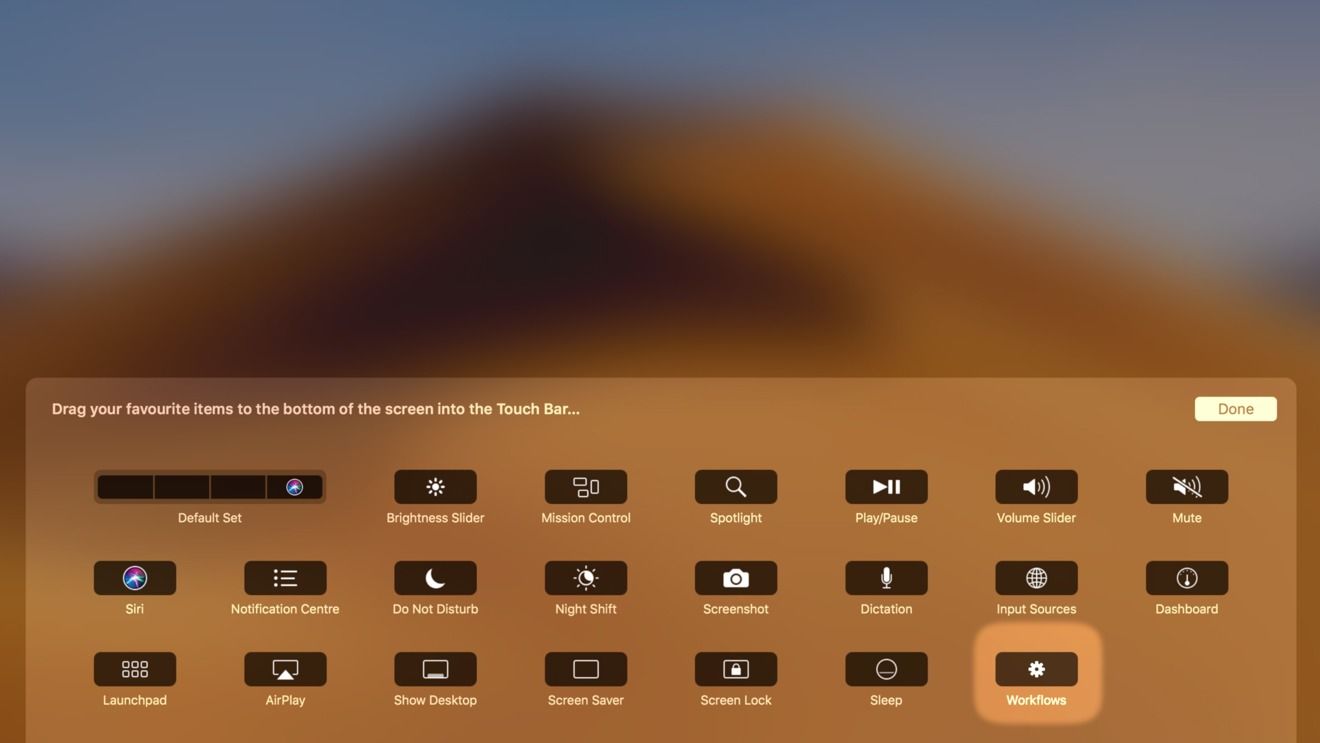 Drag your favourite items to the bottom of the screen into the Touch Bar...
Done
Default Set
Brightness Slider
Mission Control
Spotlight
Play/Pause
Volume Slider
Mute
Siri
Notification Centre
Do Not Disturb
Night Shift
Screenshot
Dictation
Input Sources
Dashboard
Launchpad
AirPlay
Show Desktop
Screen Saver
Screen Lock
Sleep
Workflows